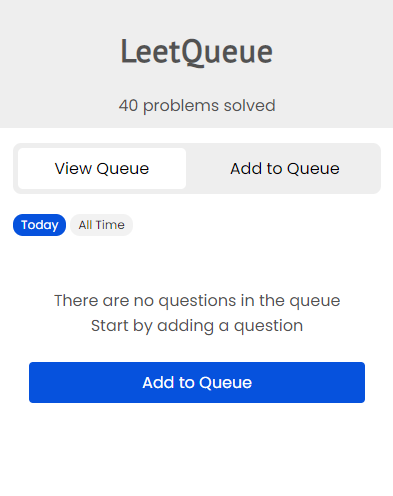 LeetQueue
40 problems solved
View Queue Add to Queue
Today All Time
There are no questions in the queue
Start by adding a question
Add to Queue